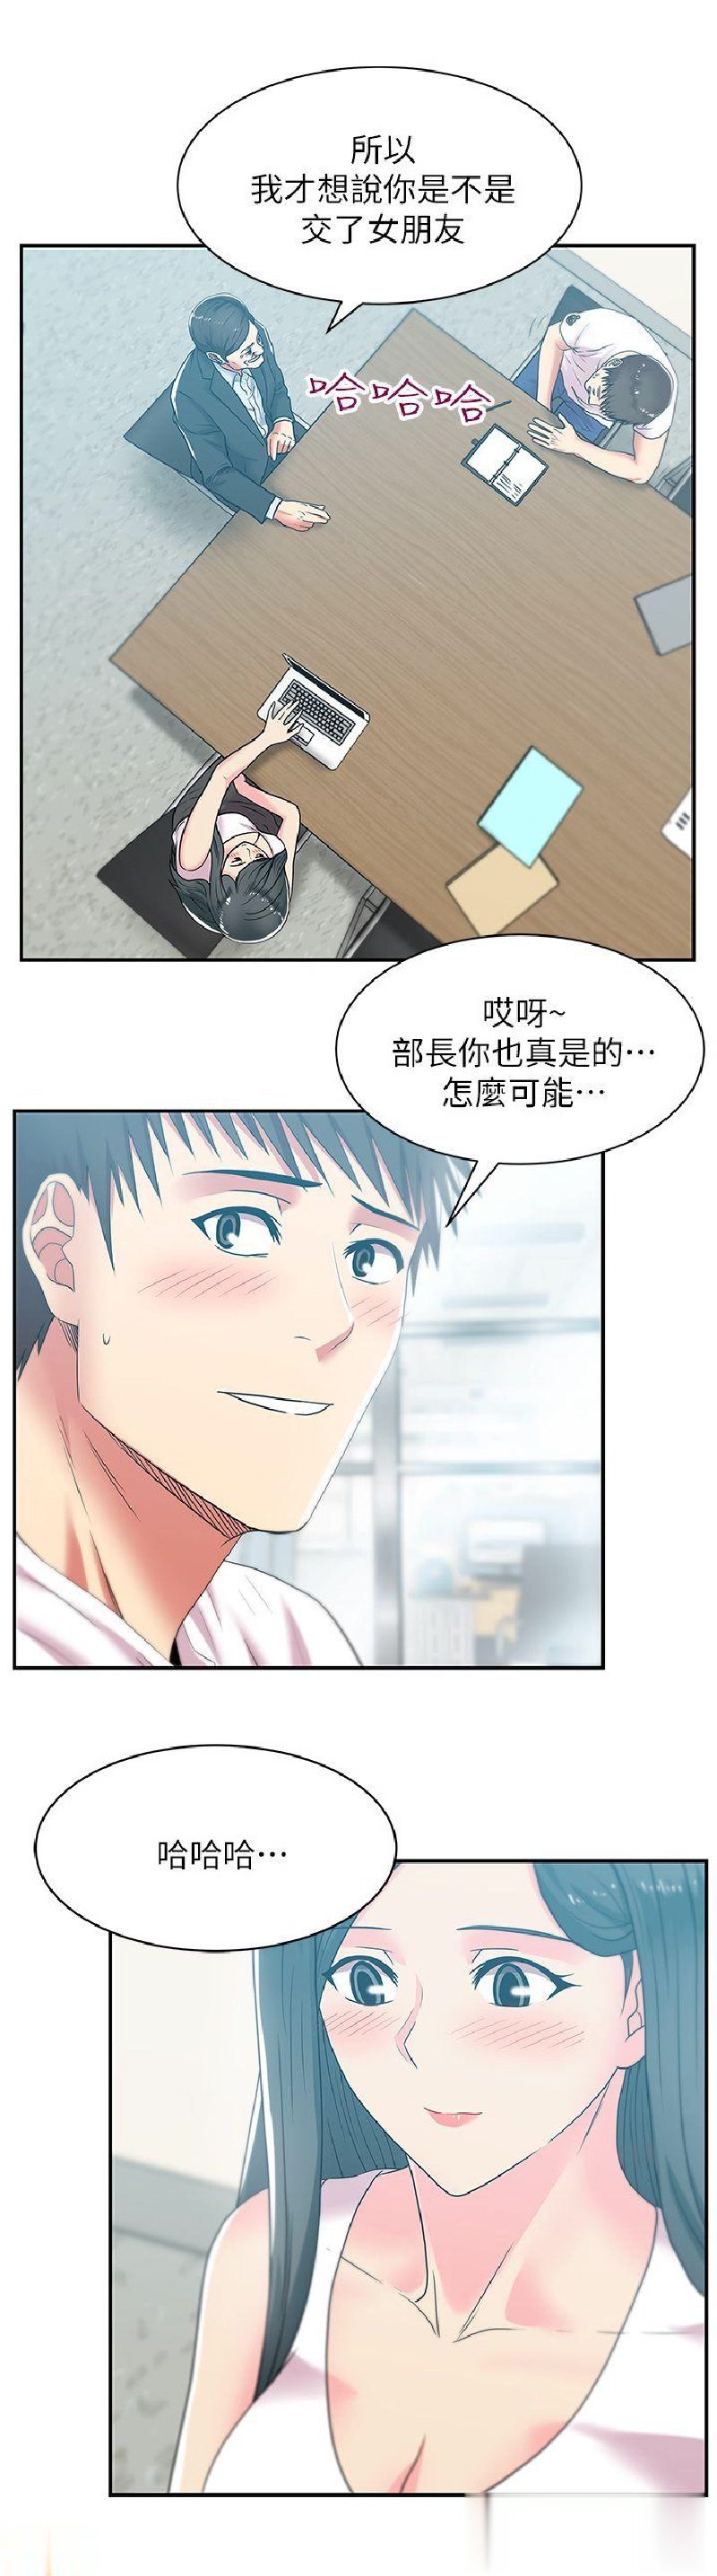 所以
我才想說你是不是
交了女朋友
哈哈哈
哎呀~
部長你也真是的…
怎麼可能…
哈哈哈…